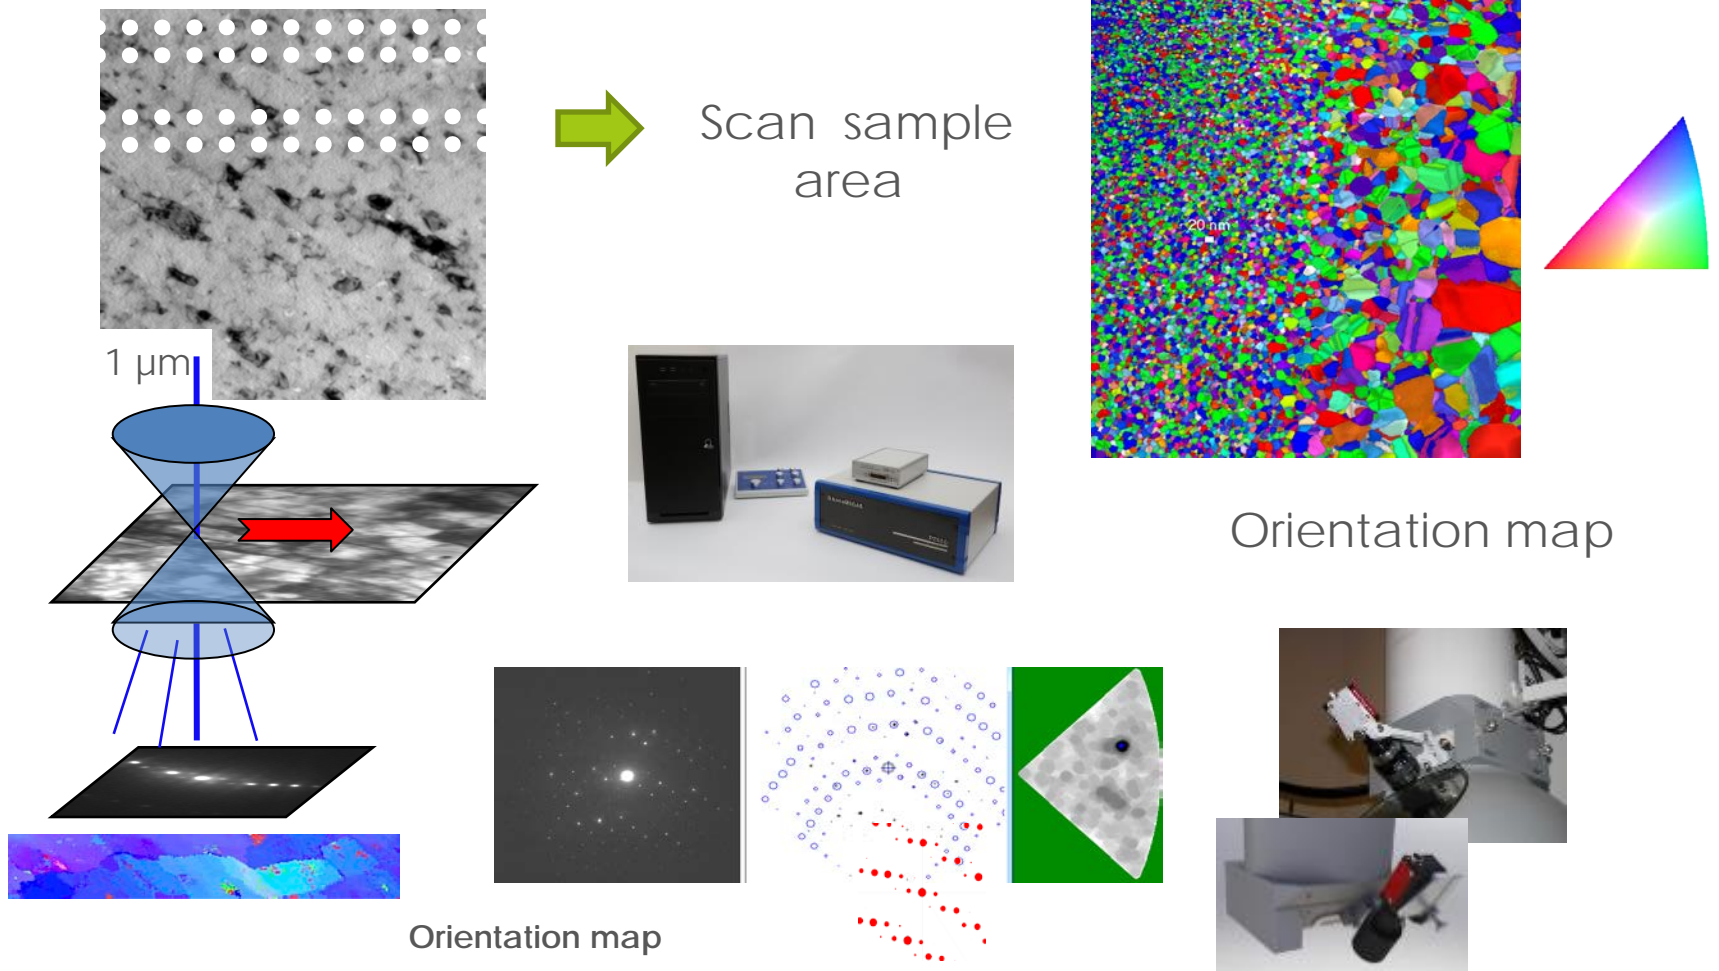 Scan sample
area
20 nm
1 µm
Orientation map
Orientation map